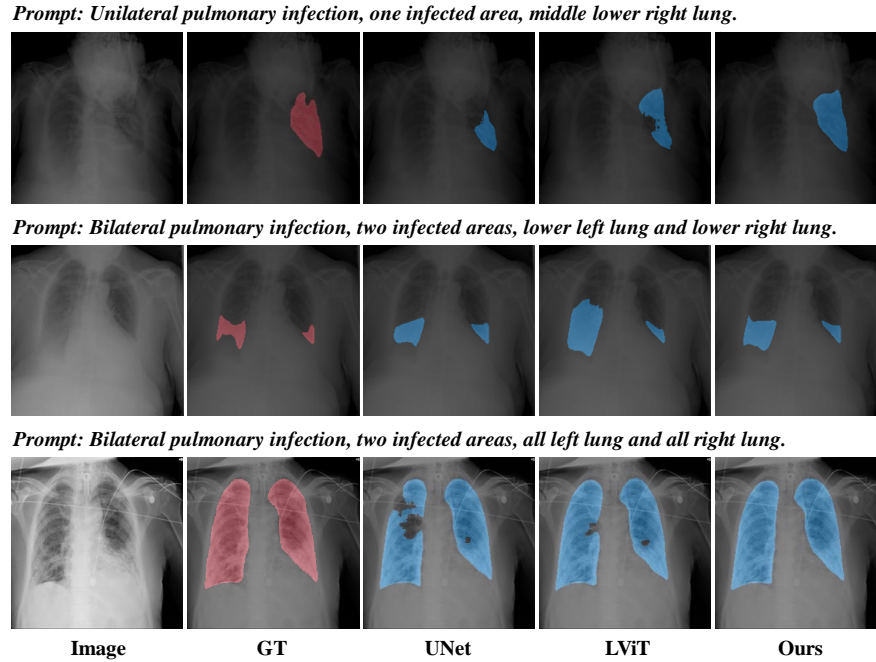 Prompt: Unilateral pulmonary infection, one infected area, middle lower right lung.
Prompt: Bilateral pulmonary infection, two infected areas, lower left lung and lower right lung.
Prompt: Bilateral pulmonary infection, two infected areas, all left lung and all right lung.
Image GT UNet LViT Ours